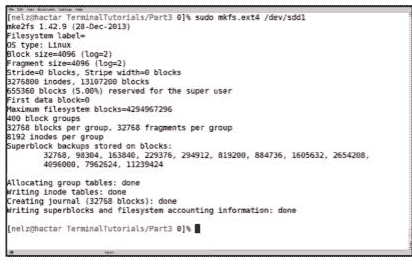 [nelz@hactar TerminalTutorials/Part3 0]% sudo mkfs.ext4 /dev/sdd1
mke2fs 1.42.9 (28-Dec-2013)
Filesystem label=
OS type: Linux
Block size=4096 (log=2)
Fragment size=4096 (log=2)
Stride=0 blocks, Stripe width=0 blocks
3276800 inodes, 13107200 blocks
655360 blocks (5.00%) reserved for the super user
First data block=0
Maximum filesystem blocks=4294967296
400 block groups
32768 blocks per group, 32768 fragments per group
8192 inodes per group
Superblock backups stored on blocks:
32768, 98304, 163840, 229376, 294912, 819200, 884736, 1605632, 2654208,
4096000, 7962624, 11239424
Allocating group tables: done
Writing inode tables: done
Creating journal (32768 blocks): done
Writing superblocks and filesystem accounting information: done
[nelz@hactar TerminalTutorials/Part3 0]%